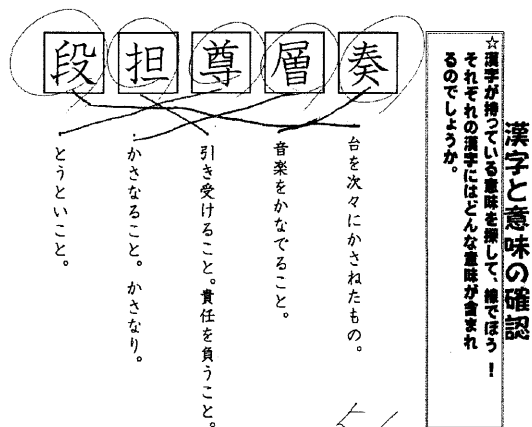 漢字と意味の確認
☆漢字が持っている意味を探して、線でぼう！
それぞれの漢字にはどんな意味が含まれ
るのでしょうか。
奏
層
尊
担
段
台を次々にかさねたもの。
音楽をかなでること。
引き受けること。責任を負うこと。
かさなること。かさなり。
とうといこと。